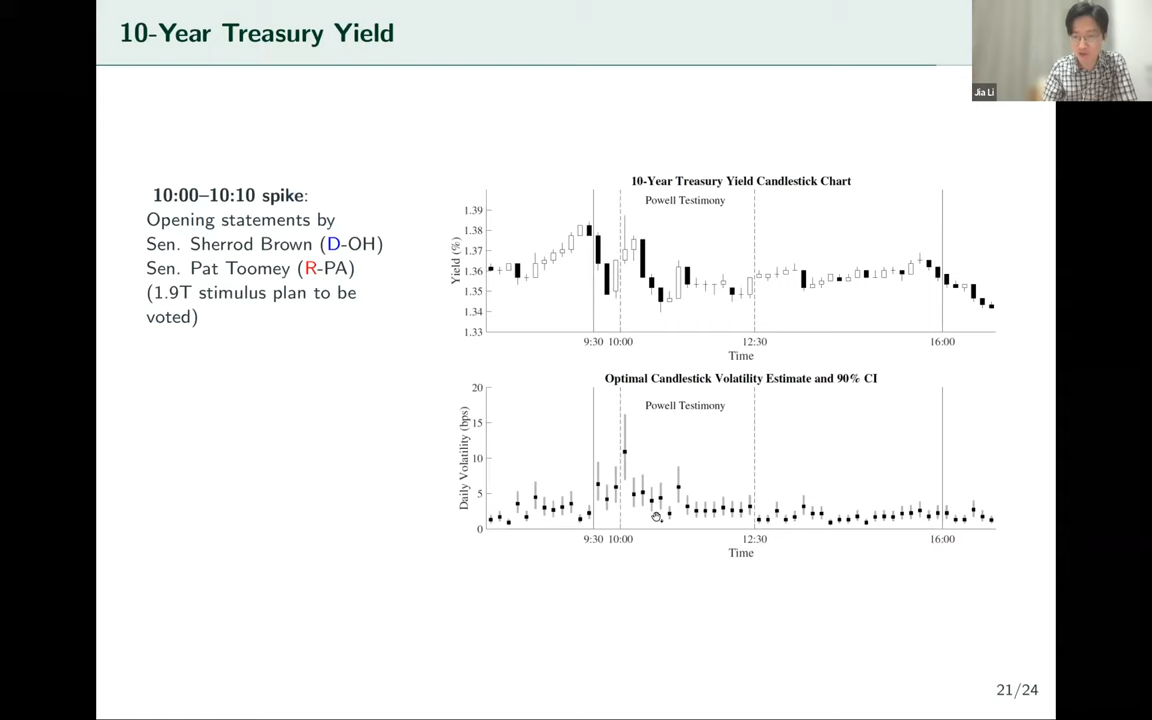 10-Year Treasury Yield
Jia Li
10:00–10:10 spike:
Opening statements by
Sen. Sherrod Brown (D-OH)
Sen. Pat Toomey (R-PA)
(1.9T stimulus plan to be
voted)
10-Year Treasury Yield Candlestick Chart
Powell Testimony
Yield (%)
1.39
1.38
1.37
1.36
1.35
1.34
1.33
9:30 10:00 12:30 16:00
Time
Optimal Candlestick Volatility Estimate and 90% CI
Powell Testimony
Daily Volatility (bps)
20
15
10
5
0
9:30 10:00 12:30 16:00
Time
21/24